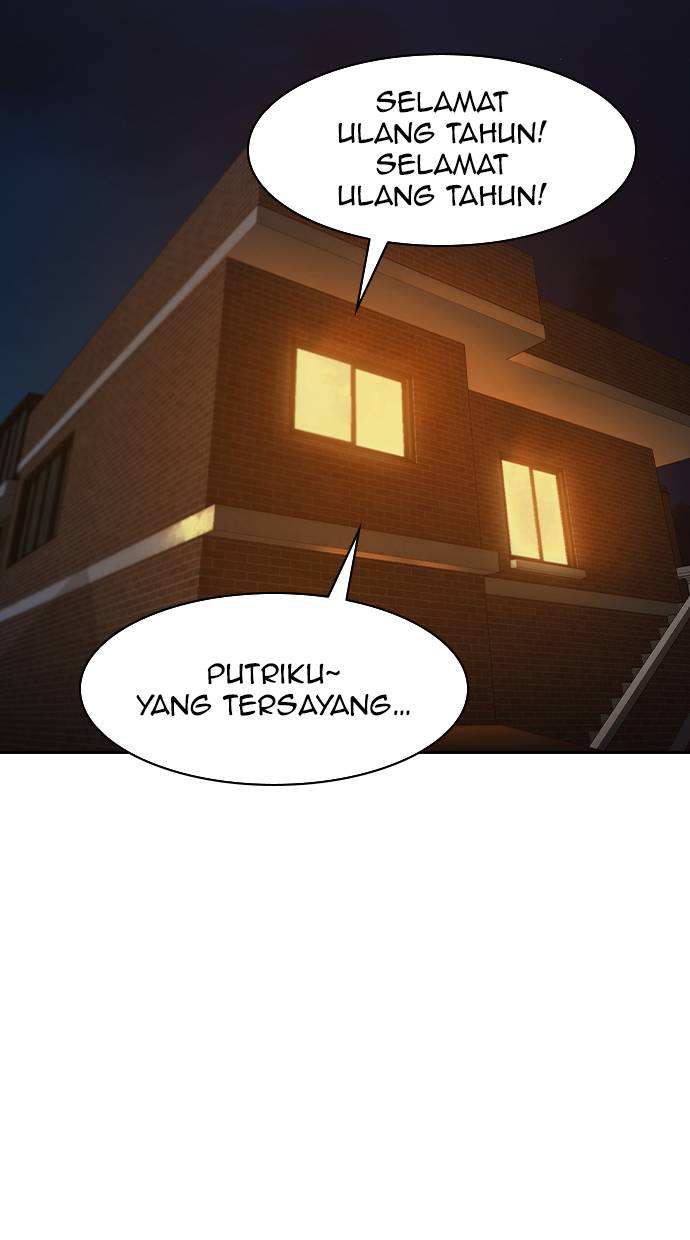 SELAMAT
ULANG TAHUN!
SELAMAT
ULANG TAHUN!
PUTRIKU~
YANG TERSAYANG...